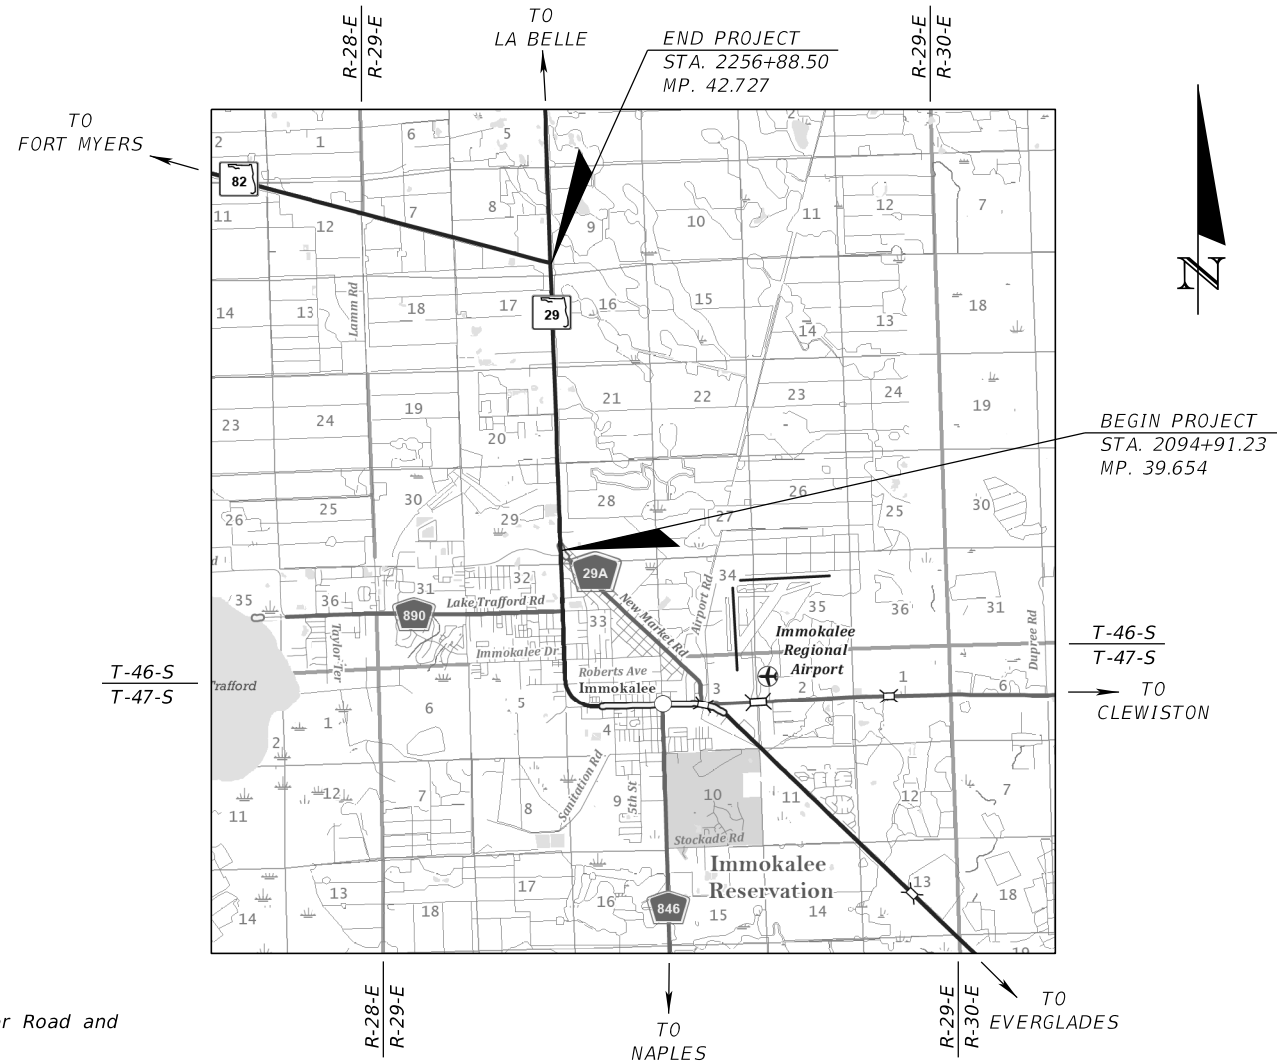 R-28-E
R-29-E
TO
LA BELLE
END PROJECT
STA. 2256+88.50
MP. 42.727
R-29-E
R-30-E
TO
FORT MYERS
82
2
1
6
5
2
11
12
7
8
9
10
11
12
7
14
13
Lamm Rd
18
17
29
16
15
14
13
18
N
23
24
19
20
21
22
23
24
19
BEGIN PROJECT
STA. 2094+91.23
MP. 39.654
26
25
30
29
28
27
26
25
30
d
35
36
31
32
29A
34
35
36
31
890
Lake Trafford Rd
33
New Market Rd
Airport Rd
Immokalee
Regional
Airport
Dupree Rd
Taylor Ter
Immokalee Dr
Roberts Ave
Immokalee
T-46-S
T-47-S
T-46-S
T-47-S
Trafford
TO
CLEWISTON
2
1
6
5
4
3
2
1
6
11
12
7
8
Sanitation Rd
9
5th St
10
11
12
7
Stockade Rd
Immokalee
Reservation
14
13
18
17
16
846
15
14
13
18
19
R-28-E
R-29-E
TO
NAPLES
R-29-E
R-30-E
TO
EVERGLADES
r Road and